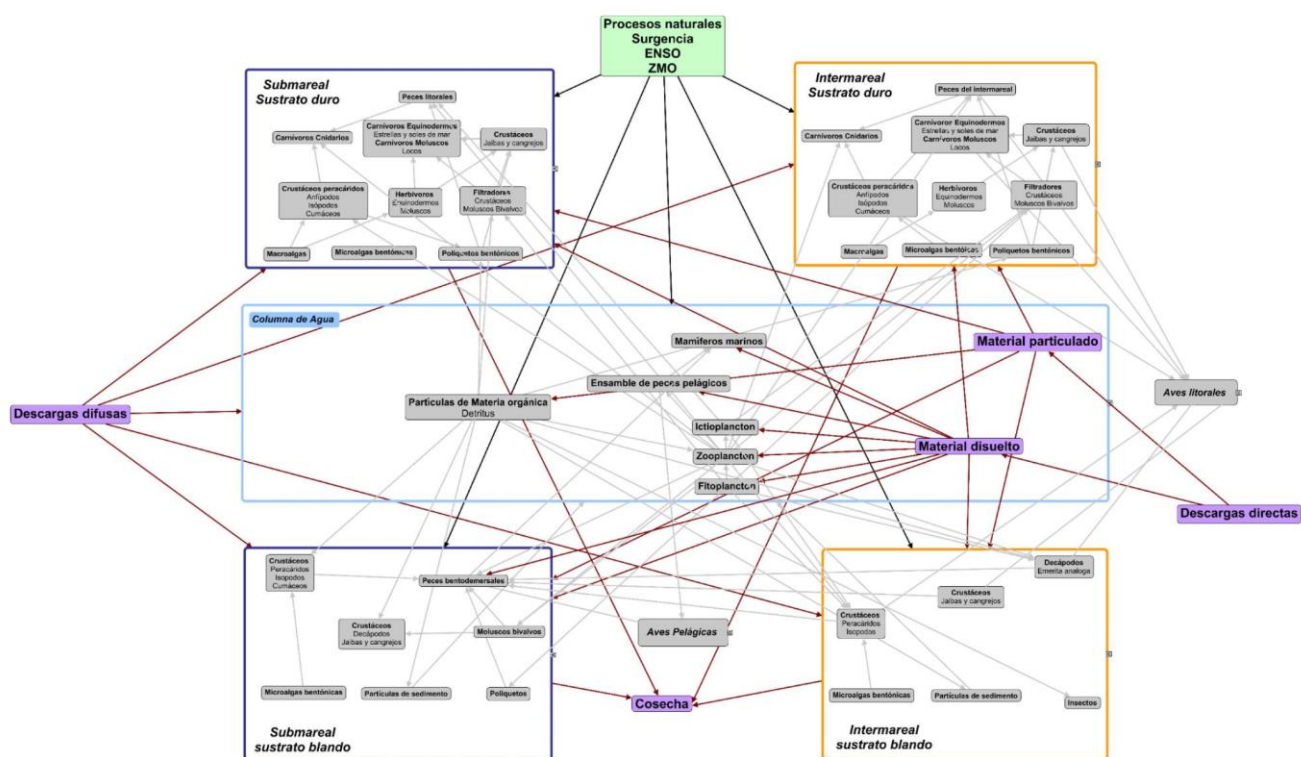 Procesos naturales
Surgencia
ENSO
ZMO
Submareal
Sustrato duro
Peces litorales
Carnívoros Cnidarios
Carnívoros Equinodermos
Estrellas y soles de mar
Carnívoros Moluscos
Locos
Crustáceos
Jaibas y cangrejos
Crustáceos peracáridos
Anfípodos
Isópodos
Cumáceos
Herbívoros
Equinodermos
Moluscos
Filtradores
Crustáceos
Moluscos Bivalvos
Macroalgas
Microalgas bentónicas
Poliquetos bentónicos
Intermareal
Sustrato duro
Peces del intermareal
Carnívoros Cnidarios
Carnívoros Equinodermos
Estrellas y soles de mar
Carnívoros Moluscos
Locos
Crustáceos
Jaibas y cangrejos
Crustáceos peracáridos
Anfípodos
Isópodos
Cumáceos
Herbívoros
Equinodermos
Moluscos
Filtradores
Crustáceos
Moluscos Bivalvos
Macroalgas
Microalgas bentónicas
Poliquetos bentónicos
Columna de Agua
Mamíferos marinos
Material particulado
Ensamble de peces pelágicos
Aves litorales
Partículas de Materia orgánica
Detritus
Descargas difusas
Ictioplancton
Material disuelto
Zooplancton
Fitoplancton
Descargas directas
Crustáceos
Peracáridos
Isopodos
Cumáceos
Peces bentodemersales
Crustáceos
Decápodos
Jaibas y cangrejos
Moluscos bivalvos
Microalgas bentónicas
Partículas de sedimento
Poliquetos
Submareal
sustrato blando
Aves Pelágicas
Cosecha
Decápodos
Emerita analoga
Crustáceos
Jaibas y cangrejos
Crustáceos
Peracáridos
Isopodos
Microalgas bentónicas
Partículas de sedimento
Insectos
Intermareal
sustrato blando